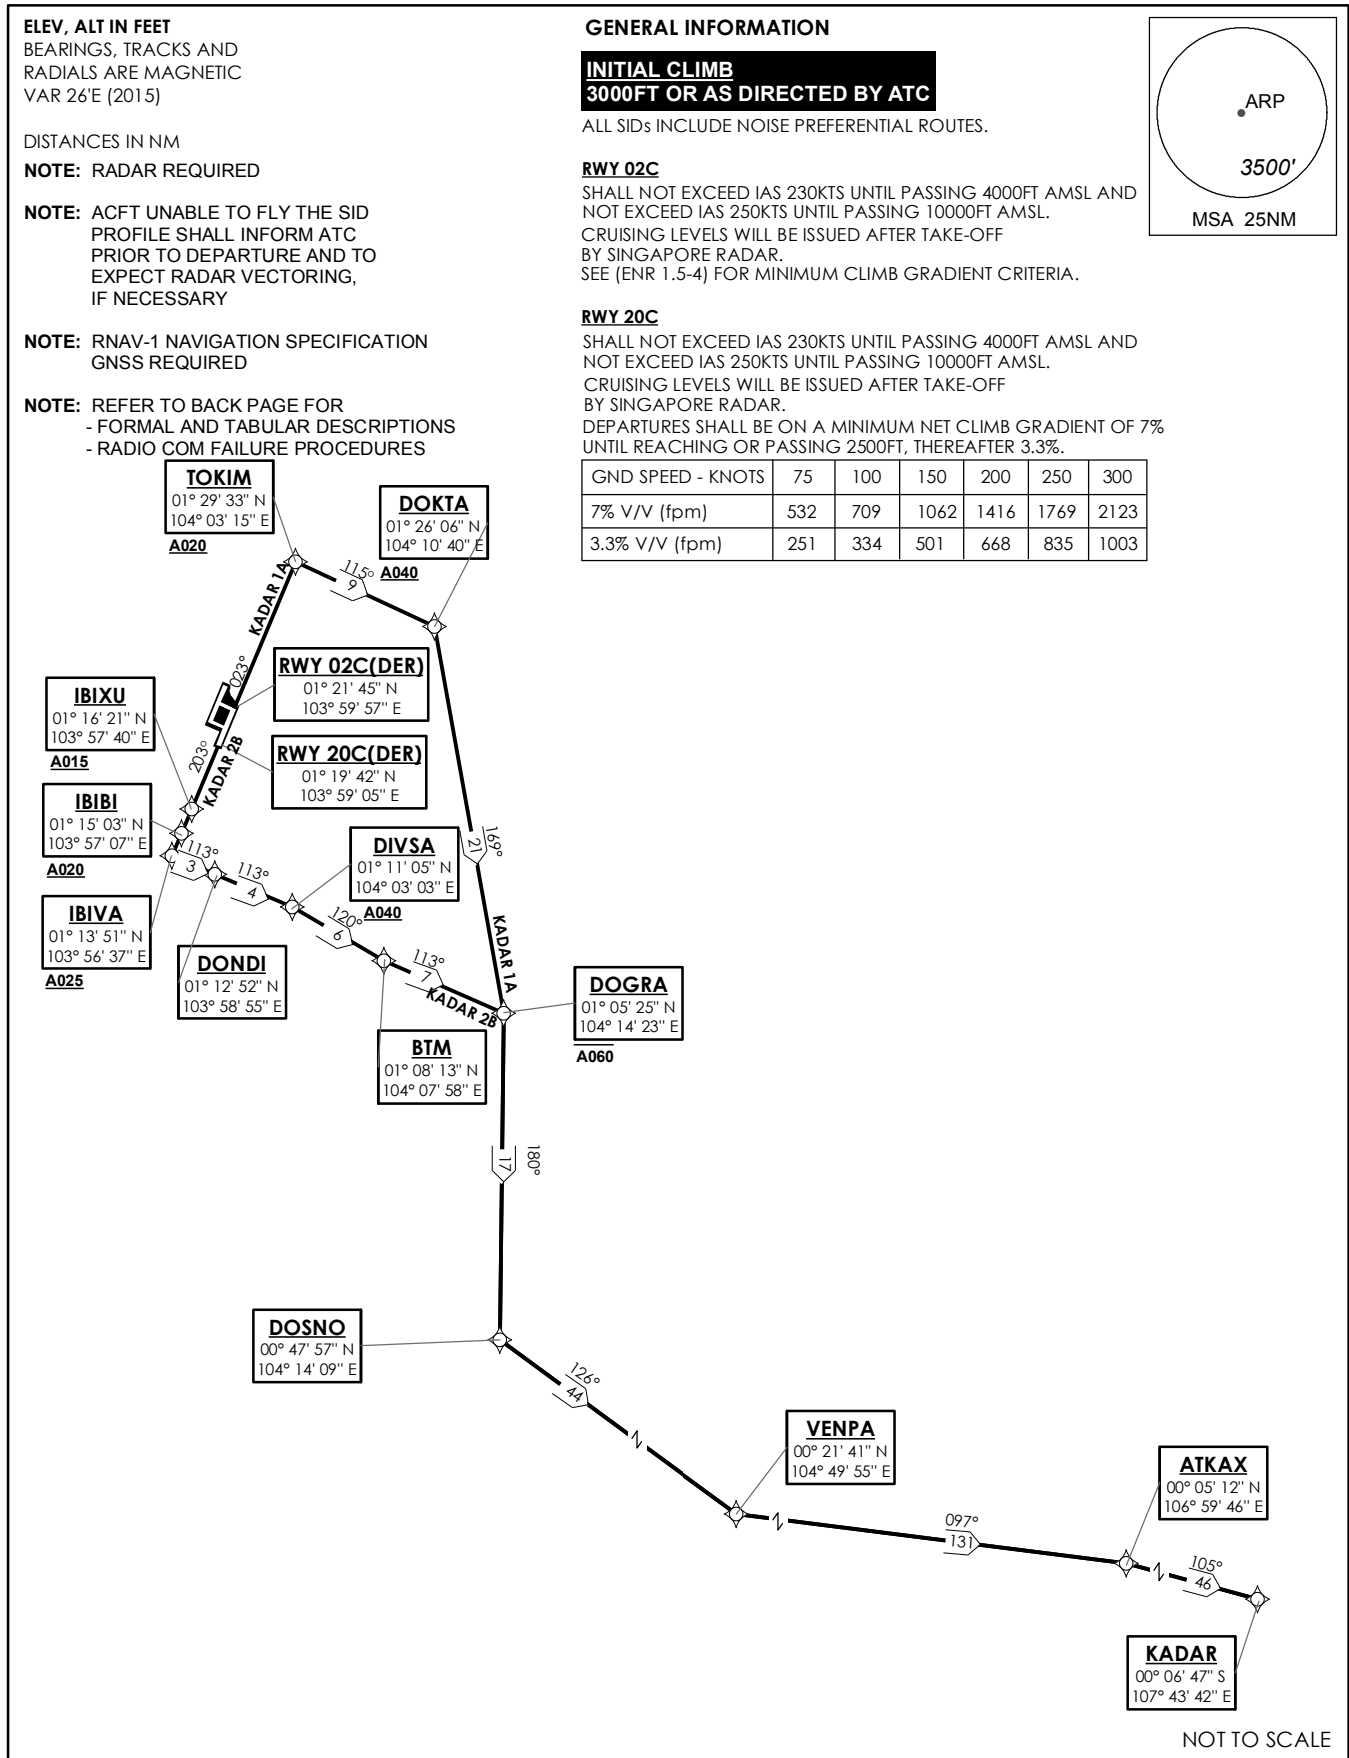 ELEV, ALT IN FEET
BEARINGS, TRACKS AND
RADIALS ARE MAGNETIC
VAR 26'E (2015)
DISTANCES IN NM
NOTE: RADAR REQUIRED
NOTE: ACFT UNABLE TO FLY THE SID
PROFILE SHALL INFORM ATC
PRIOR TO DEPARTURE AND TO
EXPECT RADAR VECTORING,
IF NECESSARY
NOTE: RNAV-1 NAVIGATION SPECIFICATION
GNSS REQUIRED
NOTE: REFER TO BACK PAGE FOR
- FORMAL AND TABULAR DESCRIPTIONS
- RADIO COM FAILURE PROCEDURES
GENERAL INFORMATION
INITIAL CLIMB
3000FT OR AS DIRECTED BY ATC
ALL SIDs INCLUDE NOISE PREFERENTIAL ROUTES.
RWY 02C
SHALL NOT EXCEED IAS 230KTS UNTIL PASSING 4000FT AMSL AND
NOT EXCEED IAS 250KTS UNTIL PASSING 10000FT AMSL.
CRUISING LEVELS WILL BE ISSUED AFTER TAKE-OFF
BY SINGAPORE RADAR.
SEE (ENR 1.5-4) FOR MINIMUM CLIMB GRADIENT CRITERIA.
RWY 20C
SHALL NOT EXCEED IAS 230KTS UNTIL PASSING 4000FT AMSL AND
NOT EXCEED IAS 250KTS UNTIL PASSING 10000FT AMSL.
CRUISING LEVELS WILL BE ISSUED AFTER TAKE-OFF
BY SINGAPORE RADAR.
DEPARTURES SHALL BE ON A MINIMUM NET CLIMB GRADIENT OF 7%
UNTIL REACHING OR PASSING 2500FT, THEREAFTER 3.3%.
GND SPEED - KNOTS 75 100 150 200 250 300
7% V/V (fpm) 532 709 1062 1416 1769 2123
3.3% V/V (fpm) 251 334 501 668 835 1003
ARP
3500'
MSA 25NM
TOKIM
01° 29' 33" N
104° 03' 15" E
A020
DOKTA
01° 26' 06" N
104° 10' 40" E
A040
115°
9
KADAR 1A
023°
RWY 02C(DER)
01° 21' 45" N
103° 59' 57" E
IBIXU
01° 16' 21" N
103° 57' 40" E
A015
203°
KADAR 2B
RWY 20C(DER)
01° 19' 42" N
103° 59' 05" E
IBIBI
01° 15' 03" N
103° 57' 07" E
A020
113°
3
113°
4
DIVSA
01° 11' 05" N
104° 03' 03" E
A040
169°
21
KADAR 1A
IBIVA
01° 13' 51" N
103° 56' 37" E
A025
120°
6
DONDI
01° 12' 52" N
103° 58' 55" E
113°
7
KADAR 2B
DOGRA
01° 05' 25" N
104° 14' 23" E
A060
BTM
01° 08' 13" N
104° 07' 58" E
180°
17
DOSNO
00° 47' 57" N
104° 14' 09" E
126°
44
VENPA
00° 21' 41" N
104° 49' 55" E
ATKAX
00° 05' 12" N
106° 59' 46" E
097°
131
105°
46
KADAR
00° 06' 47" S
107° 43' 42" E
NOT TO SCALE